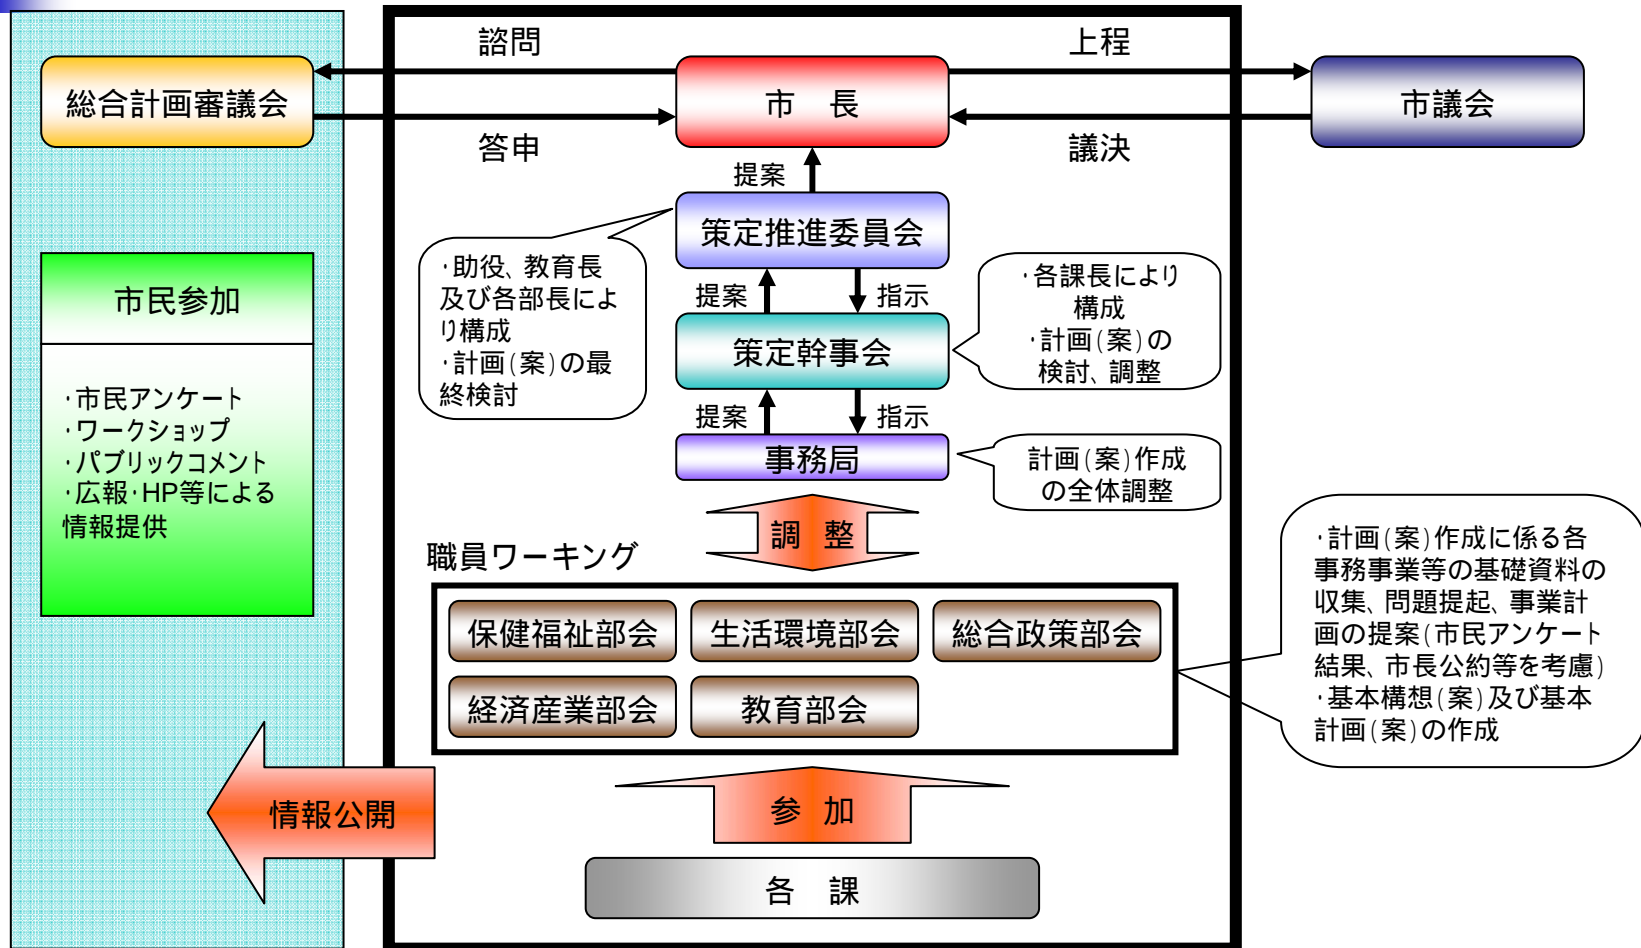 諮問
上程
総合計画審議会
市　長
市議会
答申
議決
提案
策定推進委員会
・助役、教育長
及び各部長によ
り構成
・計画(案)の最
終検討
提案
指示
・各課長により
構成
・計画(案)の
検討、調整
策定幹事会
提案
指示
事務局
計画(案)作成
の全体調整
市民参加
・市民アンケート
・ワークショップ
・パブリックコメント
・広報・HP等による
情報提供
調　整
職員ワーキング
保健福祉部会
生活環境部会
総合政策部会
経済産業部会
教育部会
・計画(案)作成に係る各
事務事業等の基礎資料の
収集、問題提起、事業計
画の提案(市民アンケート
結果、市長公約等を考慮)
・基本構想(案)及び基本
計画(案)の作成
情報公開
参　加
各　課